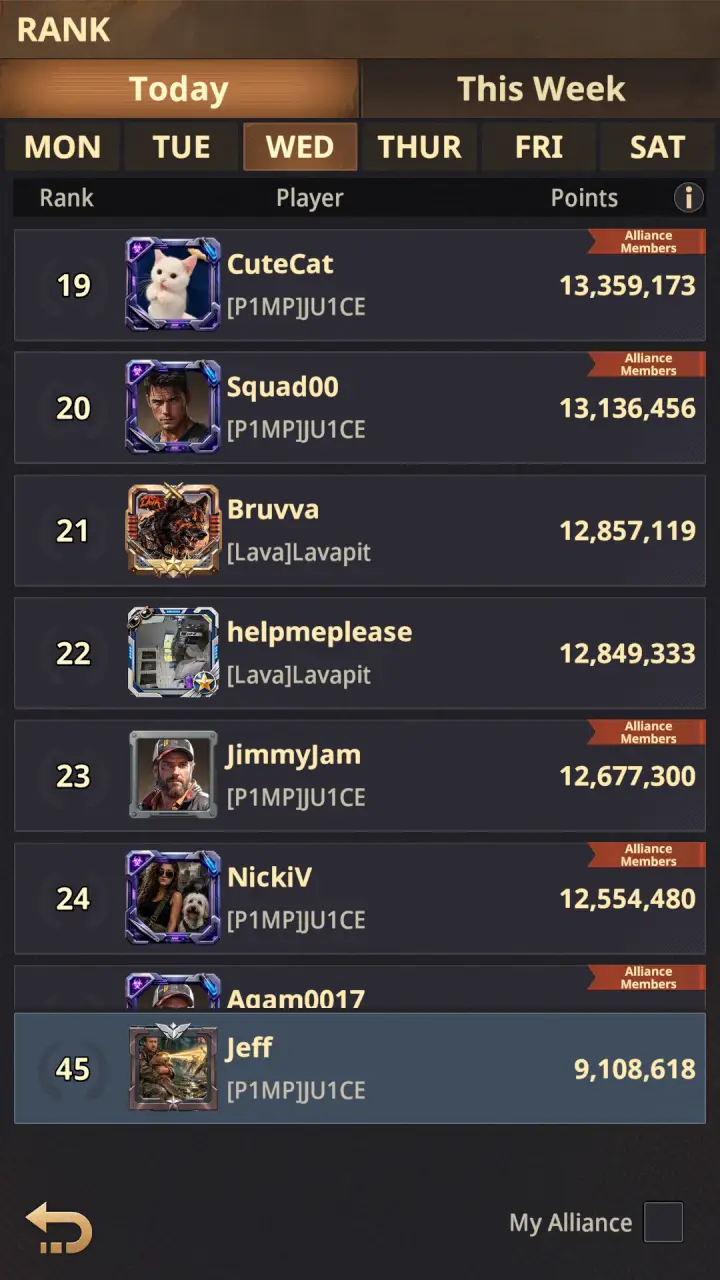 RANK
Today This Week
MON TUE WED THUR FRI SAT
Rank Player Points
Alliance
Members
19 CuteCat 13,359,173
[P1MP]JU1CE
Alliance
Members
20 Squad00 13,136,456
[P1MP]JU1CE
21 Bruvva 12,857,119
[Lava]Lavapit
22 helpmeplease 12,849,333
[Lava]Lavapit
Alliance
Members
23 JimmyJam 12,677,300
[P1MP]JU1CE
Alliance
Members
24 NickiV 12,554,480
[P1MP]JU1CE
Alliance
Members
Agam0017
45 Jeff 9,108,618
[P1MP]JU1CE
My Alliance